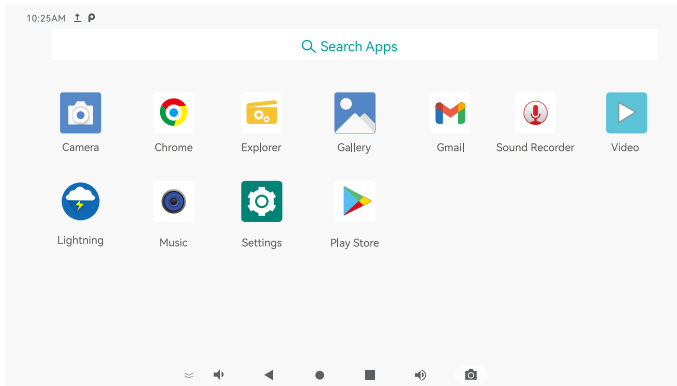 10:25AM
Search Apps
Camera Chrome Explorer Gallery Gmail Sound Recorder Video
Lightning Music Settings Play Store